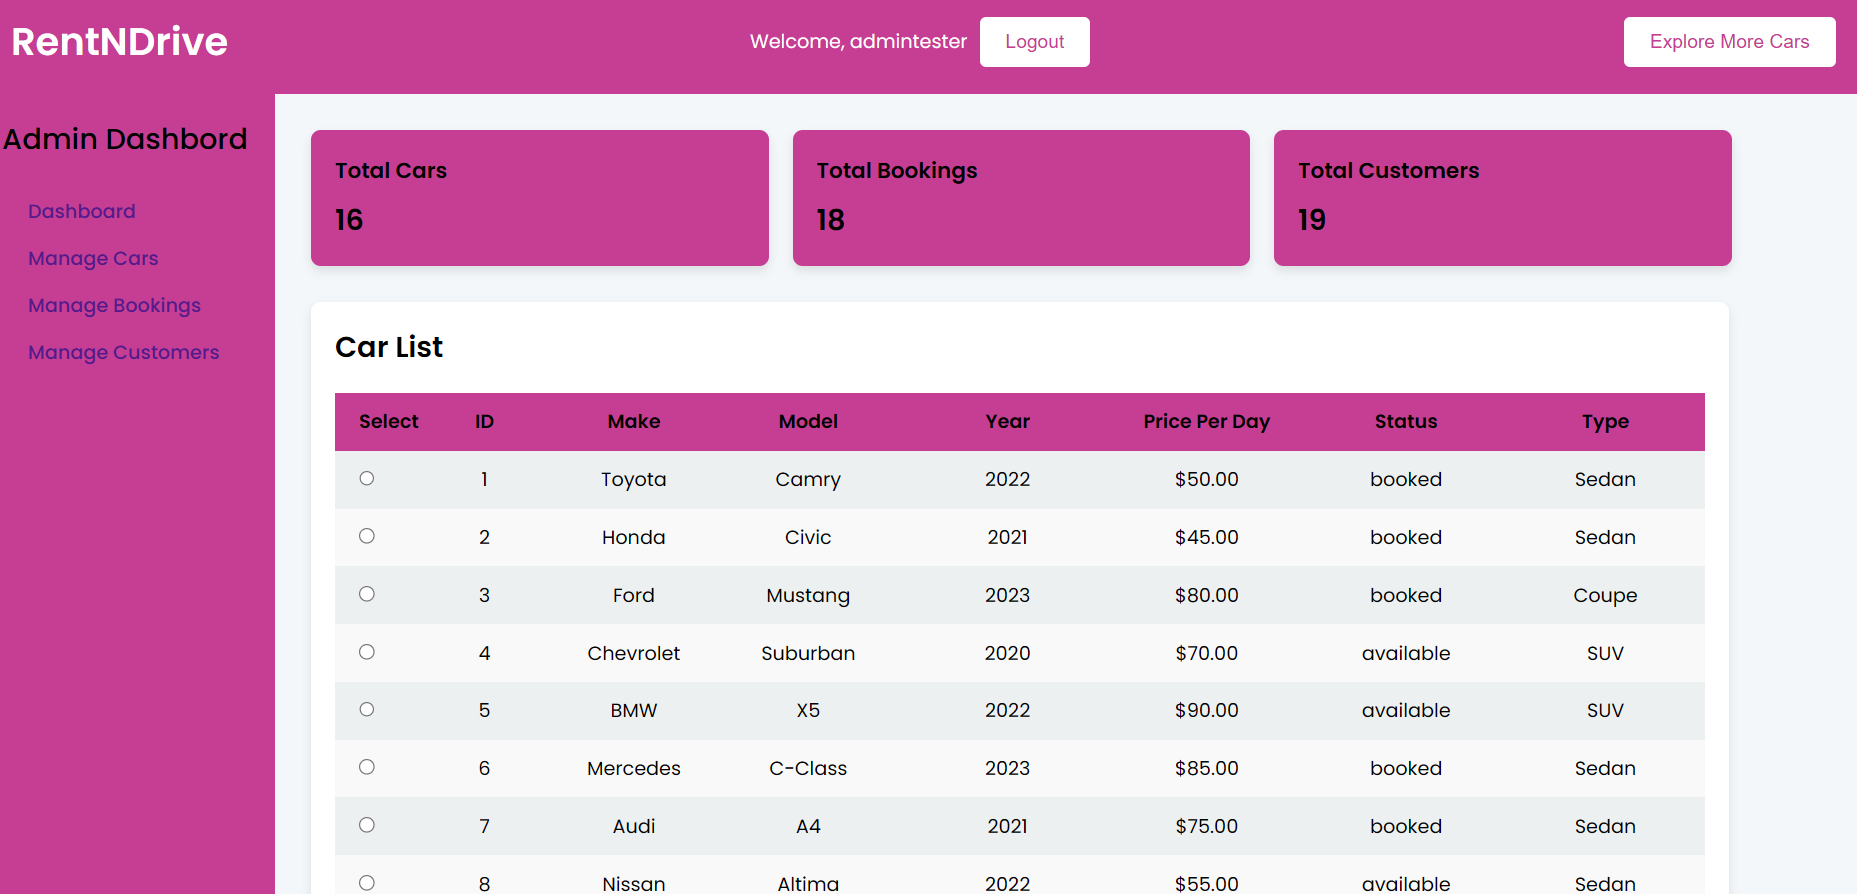 RentNDrive
Welcome, admintester
Logout
Explore More Cars
Admin Dashbord
Dashboard
Manage Cars
Manage Bookings
Manage Customers
Total Cars
16
Total Bookings
18
Total Customers
19
Car List
Select ID Make Model Year Price Per Day Status Type
1 Toyota Camry 2022 $50.00 booked Sedan
2 Honda Civic 2021 $45.00 booked Sedan
3 Ford Mustang 2023 $80.00 booked Coupe
4 Chevrolet Suburban 2020 $70.00 available SUV
5 BMW X5 2022 $90.00 available SUV
6 Mercedes C-Class 2023 $85.00 booked Sedan
7 Audi A4 2021 $75.00 booked Sedan
8 Nissan Altima 2022 $55.00 available Sedan